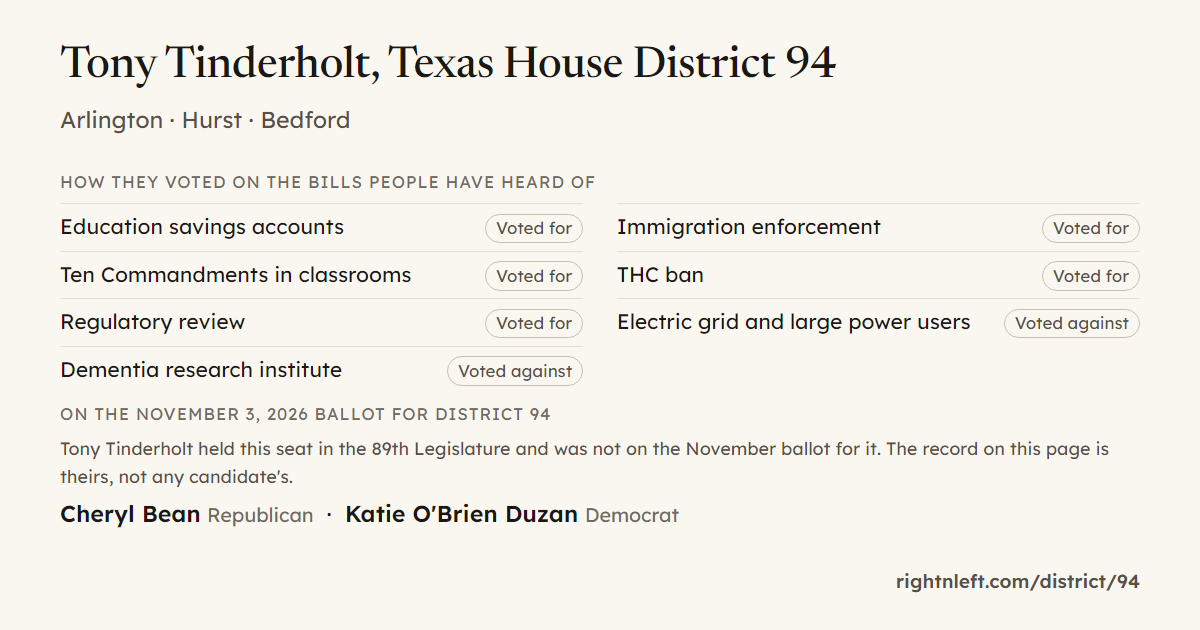 Tony Tinderholt, Texas House District 94
Arlington · Hurst · Bedford
HOW THEY VOTED ON THE BILLS PEOPLE HAVE HEARD OF
Education savings accounts Voted for
Immigration enforcement Voted for
Ten Commandments in classrooms Voted for
THC ban Voted for
Regulatory review Voted for
Electric grid and large power users Voted against
Dementia research institute Voted against
ON THE NOVEMBER 3, 2026 BALLOT FOR DISTRICT 94
Tony Tinderholt held this seat in the 89th Legislature and was not on the November ballot for it. The record on this page is
theirs, not any candidate's.
Cheryl Bean Republican · Katie O'Brien Duzan Democrat
rightnleft.com/district/94